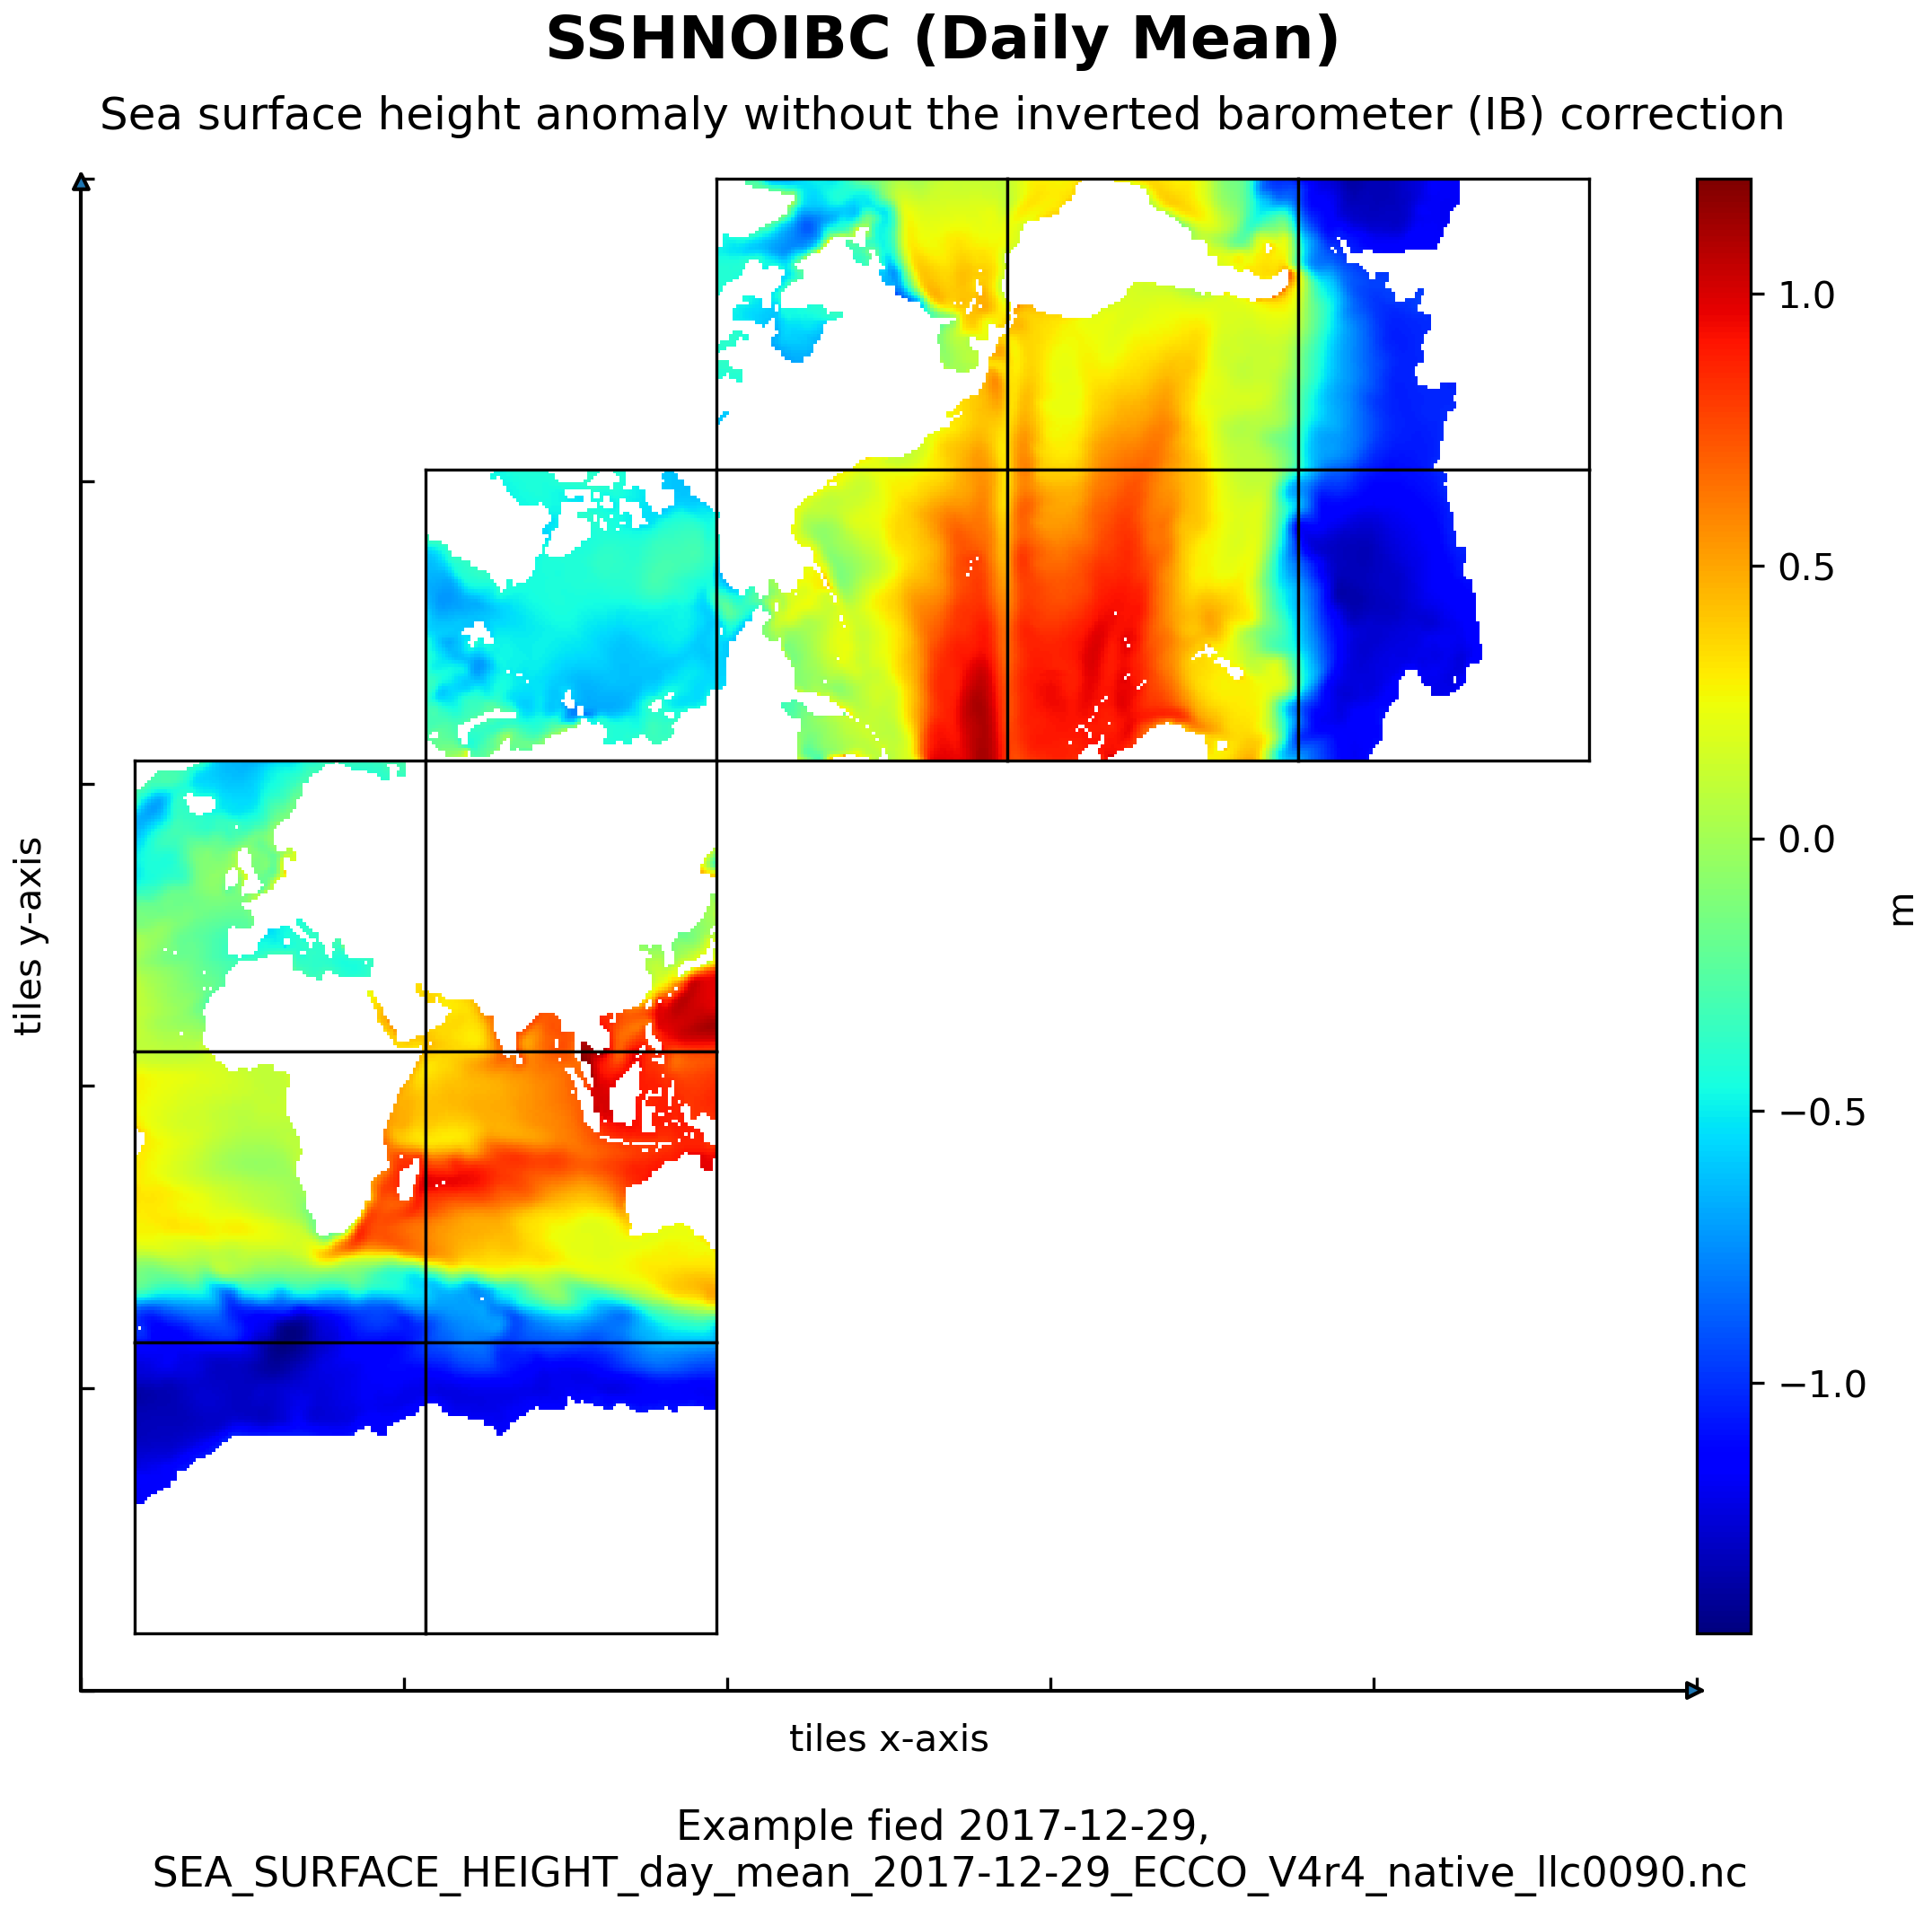 SSHNOIBC (Daily Mean)
Sea surface height anomaly without the inverted barometer (IB) correction
1.0
0.5
0.0
−0.5
−1.0
m
tiles y-axis
tiles x-axis
Example fied 2017-12-29,
SEA_SURFACE_HEIGHT_day_mean_2017-12-29_ECCO_V4r4_native_llc0090.nc